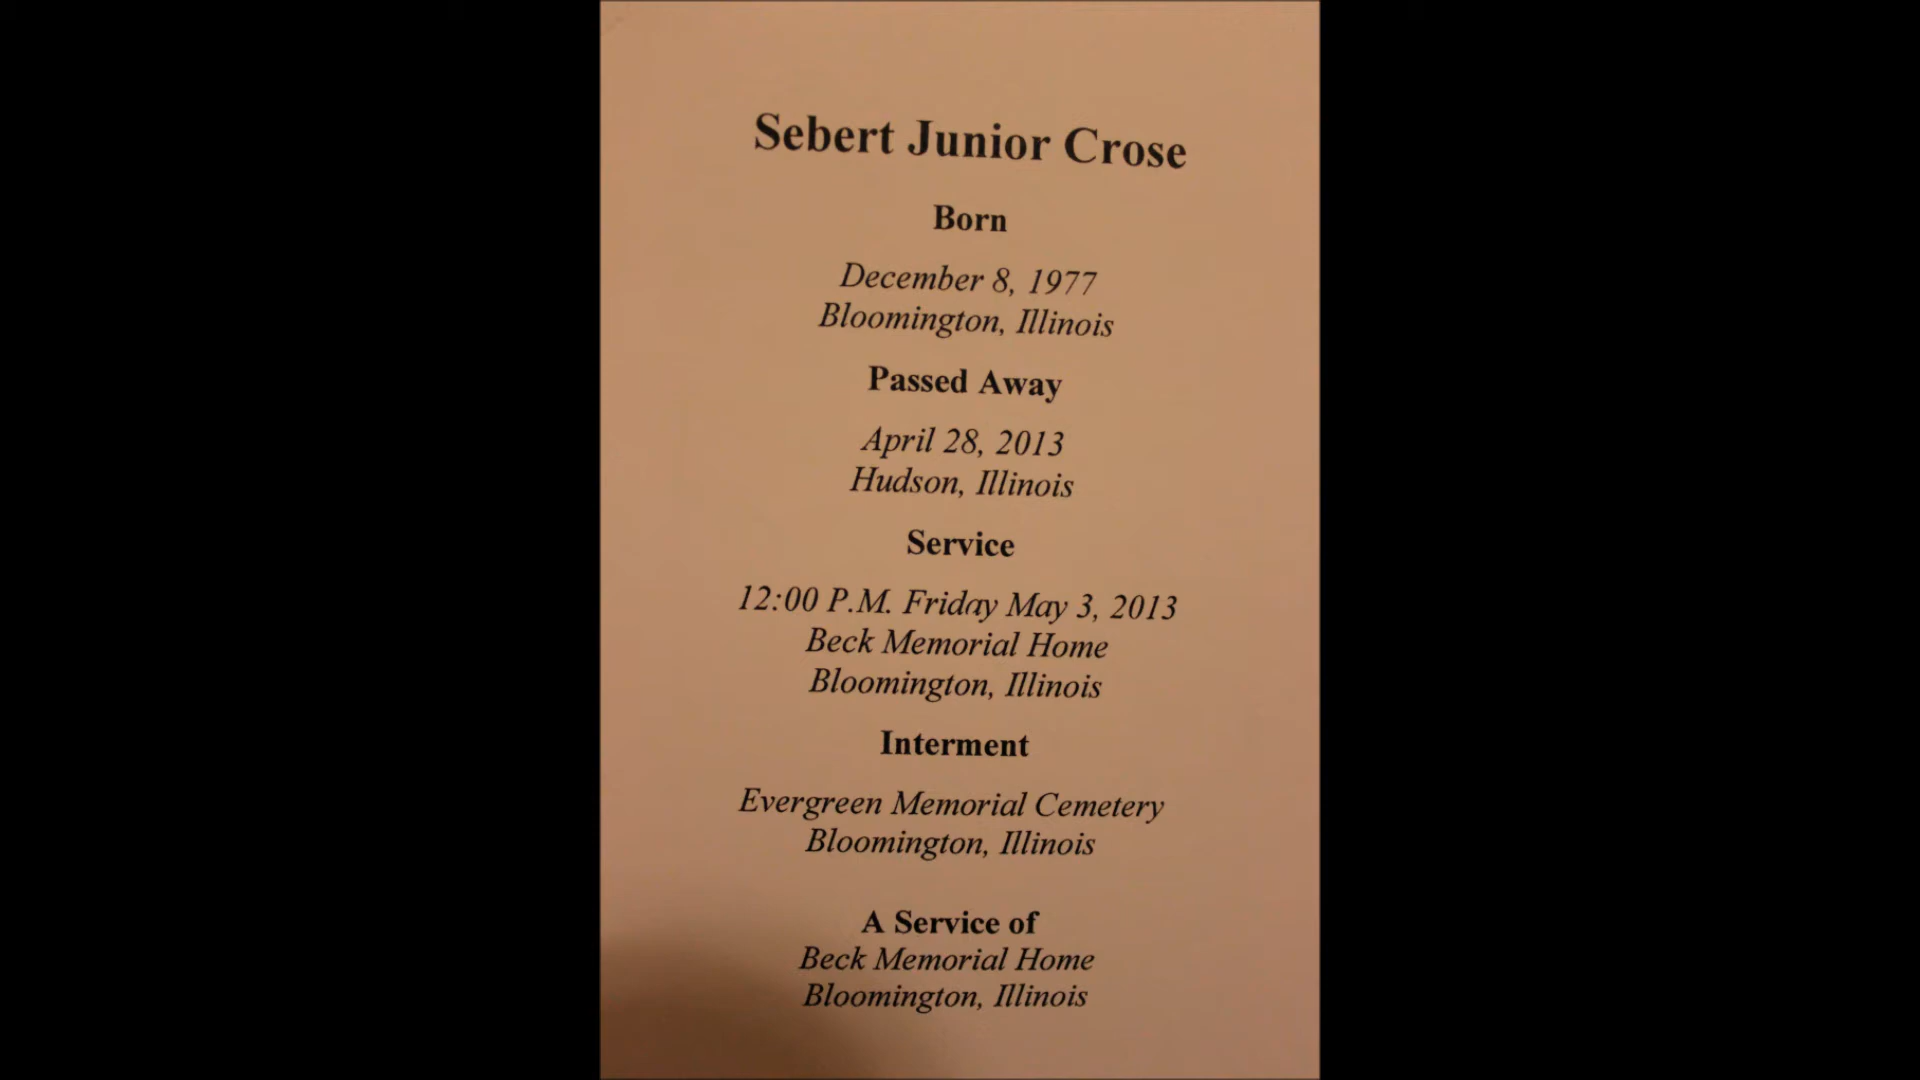 Sebert Junior Crose
Born
December 8, 1977
Bloomington, Illinois
Passed Away
April 28, 2013
Hudson, Illinois
Service
12:00 P.M. Friday May 3, 2013
Beck Memorial Home
Bloomington, Illinois
Interment
Evergreen Memorial Cemetery
Bloomington, Illinois
A Service of
Beck Memorial Home
Bloomington, Illinois